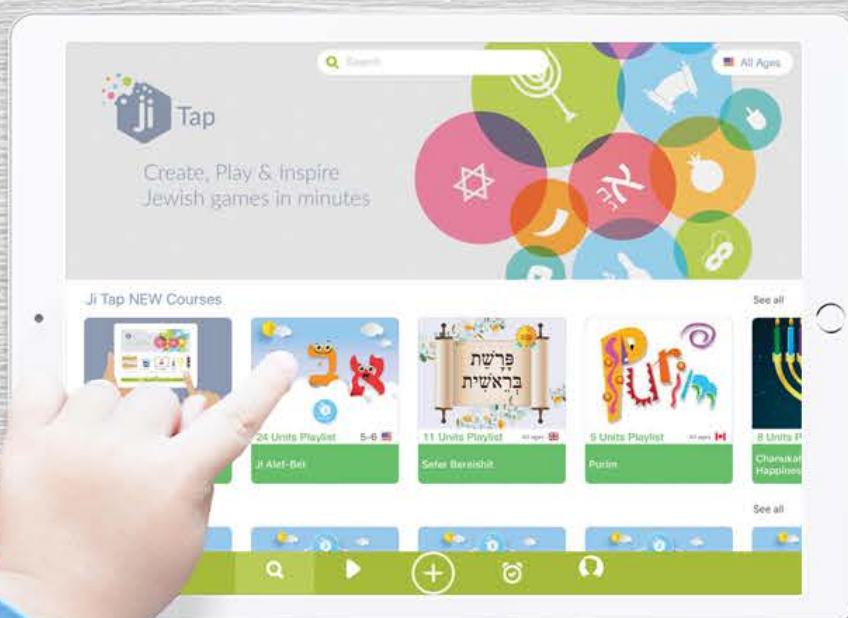 Search
All Ages
Ji Tap
Create, Play & Inspire
Jewish games in minutes
Ji Tap NEW Courses
See all
א ב
פָּרָשַׁת
בְּרֵאשִׁית
Purim
24 Units Playlist 5-6
11 Units Playlist All ages
5 Units Playlist All ages
8 Units P
Ji Alef-Bet
Sefer Bereishit
Purim
Chanukah
Happines
See all